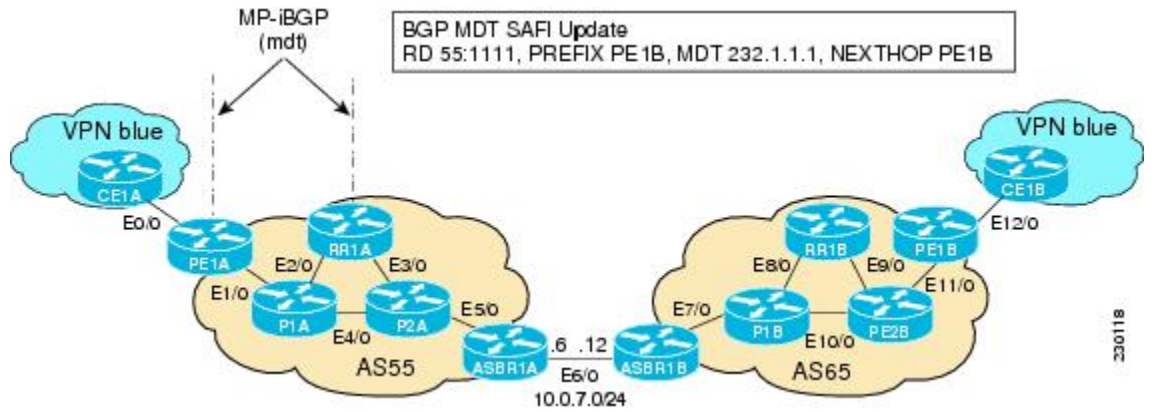 MP-iBGP
(mdt)
BGP MDT SAFI Update
RD 55:1111, PREFIX PE1B, MDT 232.1.1.1, NEXTHOP PE1B
VPN blue
CE1A
E0/0
PE1A
E1/0
E2/0
RR1A
E3/0
P1A
E4/0
P2A
E5/0
AS55
ASBR1A
.6 .12
E6/0
10.0.7.0/24
ASBR1B
E7/0
P1B
E8/0
RR1B
E9/0
PE1B
E10/0
PE2B
E11/0
AS65
VPN blue
CE1B
E12/0
230118